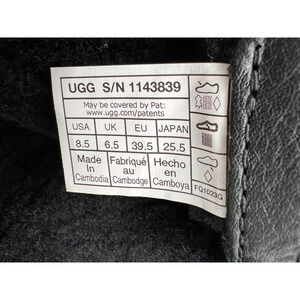 UGG S/N 1143839
May be covered by Pat:
www.ugg.com/patents
USA UK EU JAPAN
8.5 6.5 39.5 25.5
Made In Cambodia
Fabriqué au Cambodge
Hecho en Camboya
FQ1023G